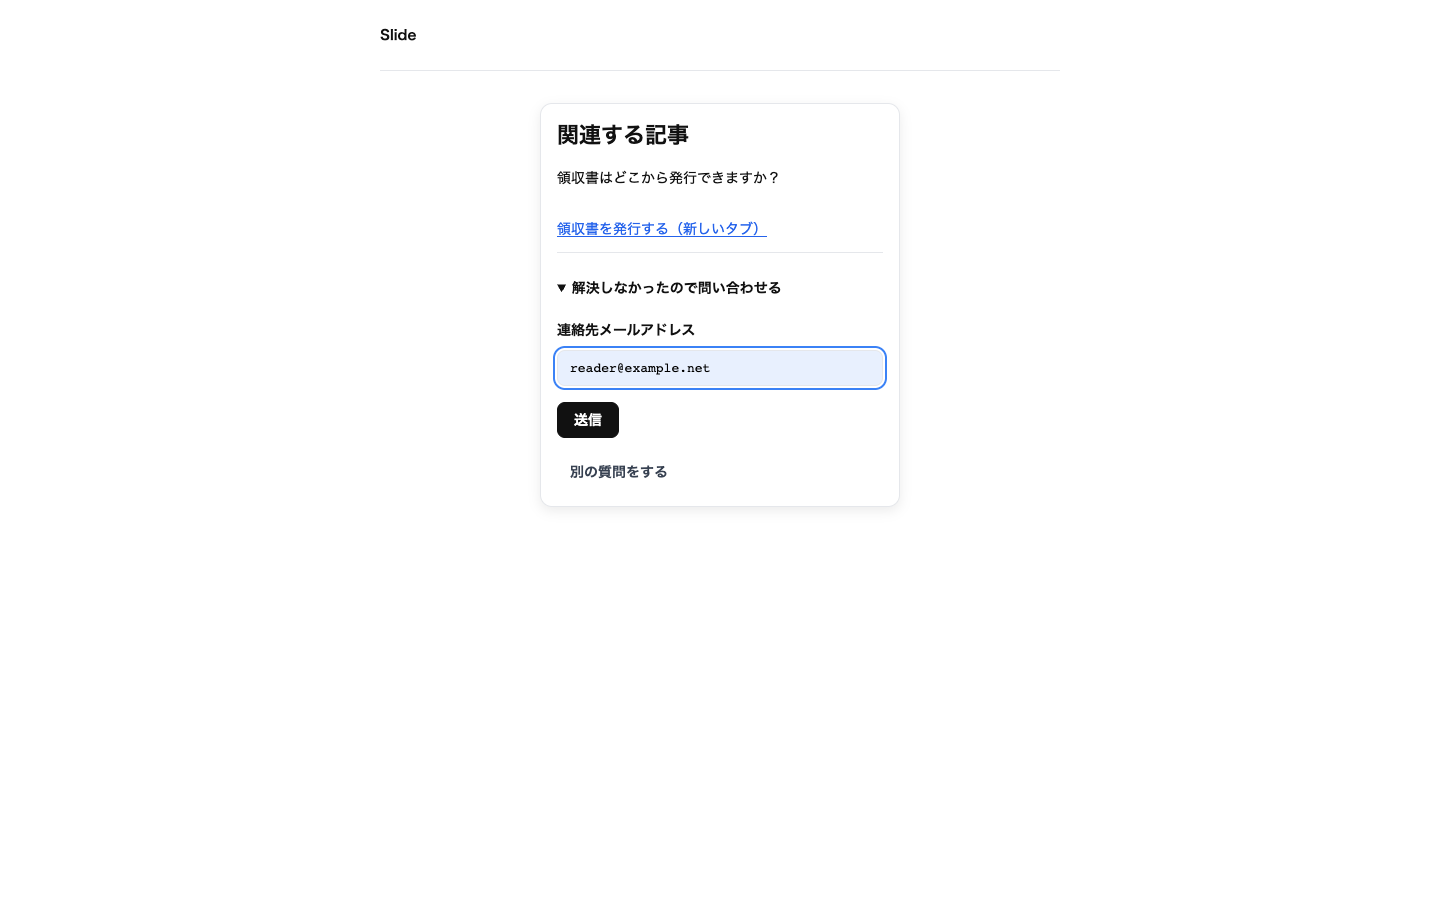 Slide
関連する記事
領収書はどこから発行できますか？
領収書を発行する（新しいタブ）
▼ 解決しなかったので問い合わせる
連絡先メールアドレス
reader@example.net
送信
別の質問をする